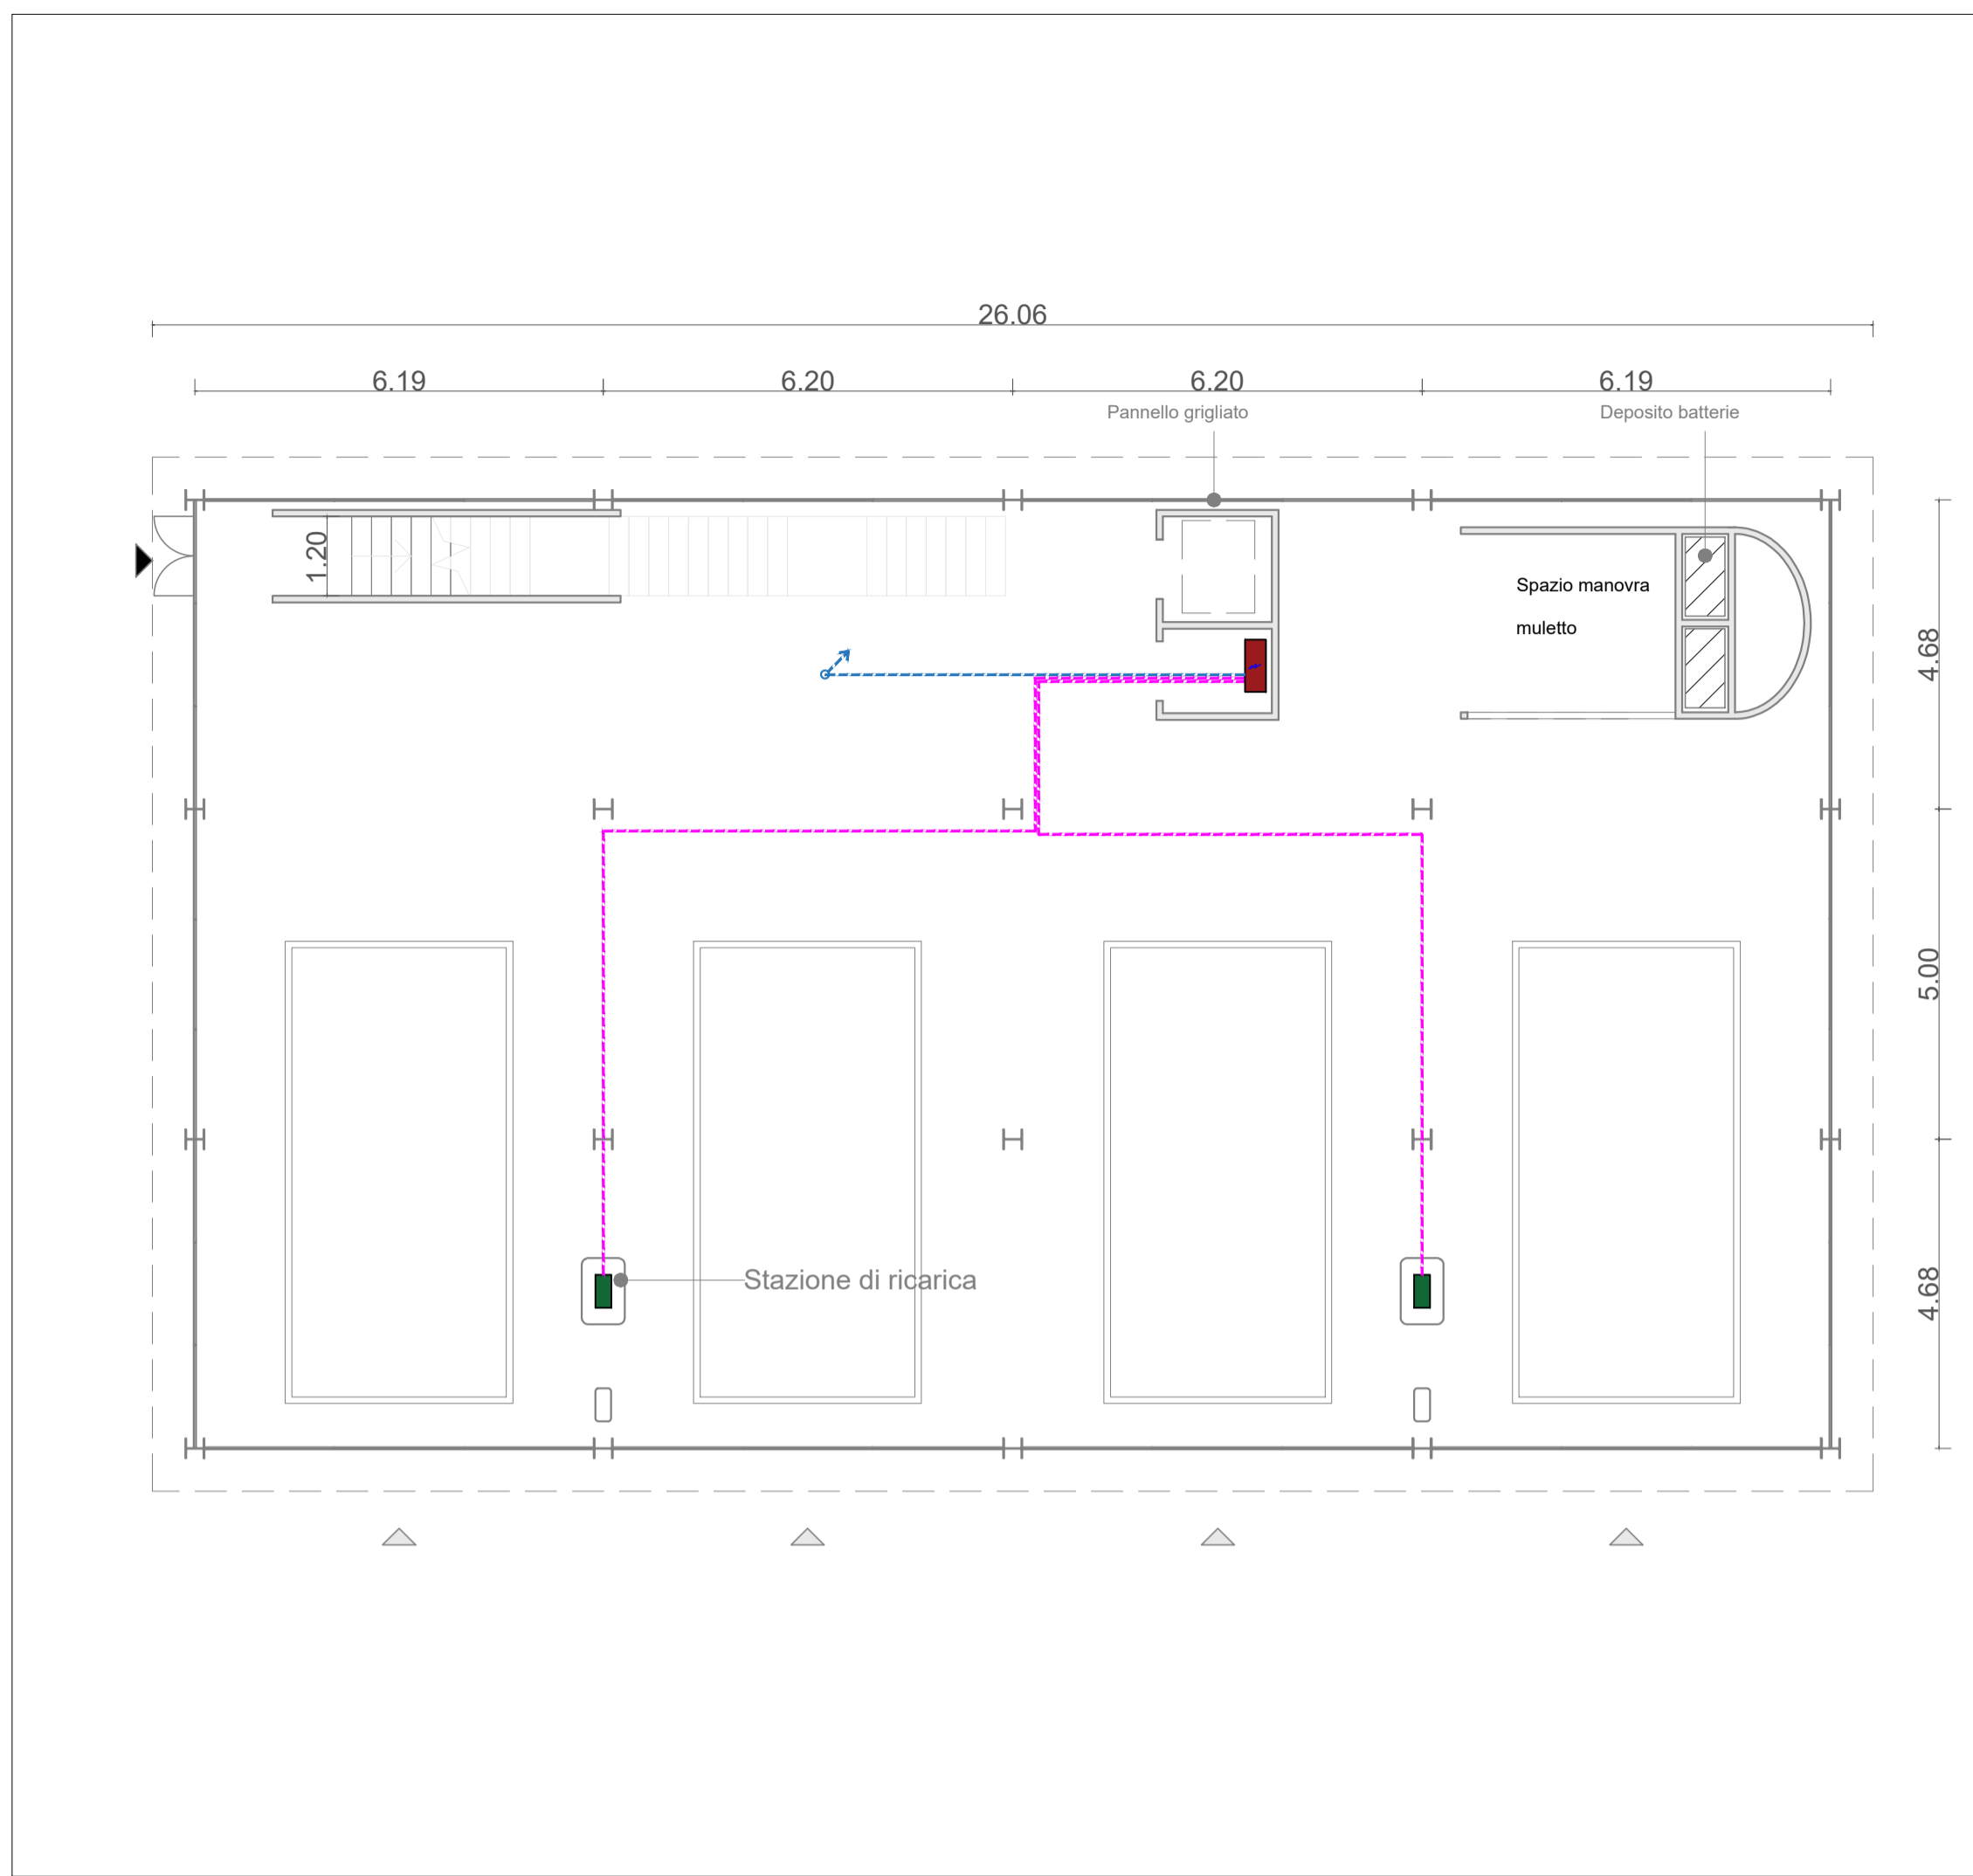 26.06
6.19
6.20
6.20
6.19
Pannello grigliato
Deposito batterie
1.20
Spazio manovra
muletto
4.68
5.00
Stazione di ricarica
4.68